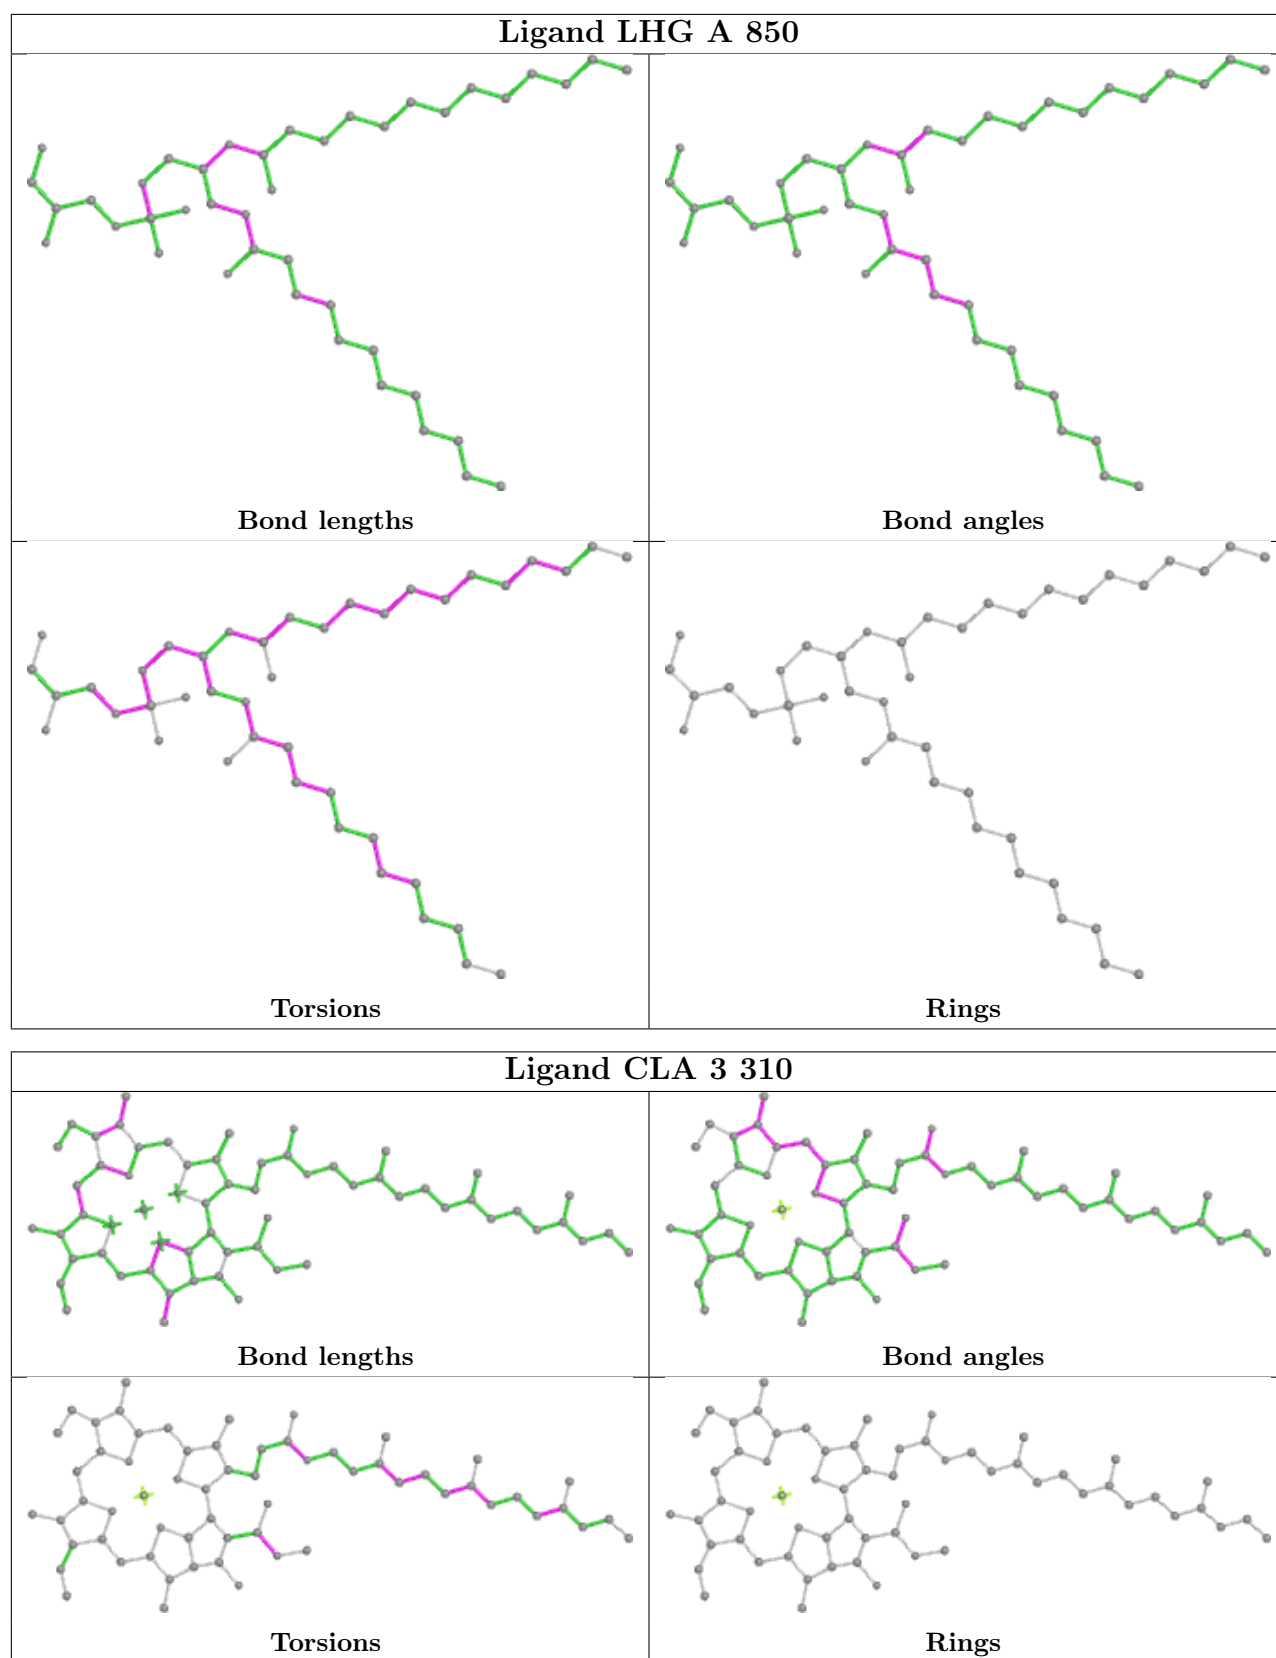 Ligand LHG A 850
Bond lengths
Bond angles
Torsions
Rings
Ligand CLA 3 310
Bond lengths
Bond angles
Torsions
Rings